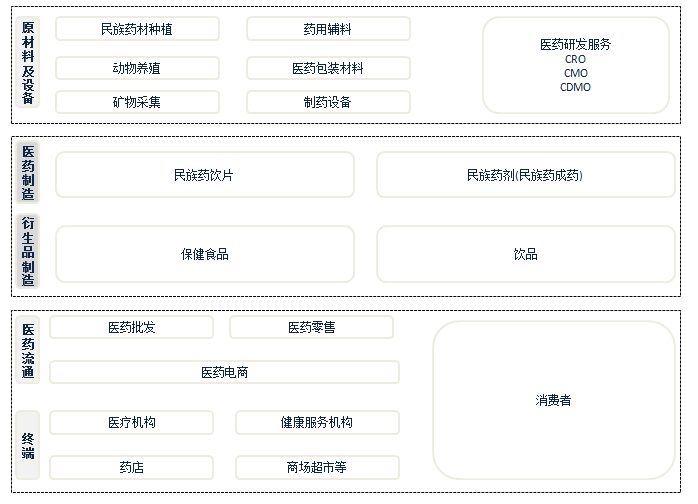 原材料及设备
民族药材种植
药用辅料
动物养殖
医药包装材料
矿物采集
制药设备
医药研发服务
CRO
CMO
CDMO
医药制造
民族药饮片
民族药剂(民族药成药)
衍生品制造
保健食品
饮品
医药流通
医药批发
医药零售
医药电商
终端
医疗机构
健康服务机构
药店
商场超市等
消费者